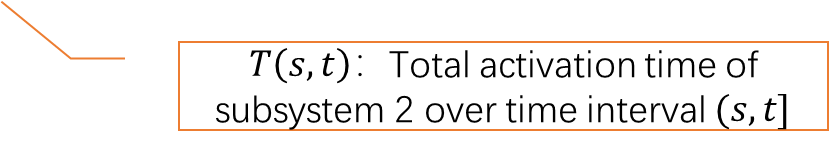 T(s,t): Total activation time of
subsystem 2 over time interval (s,t]